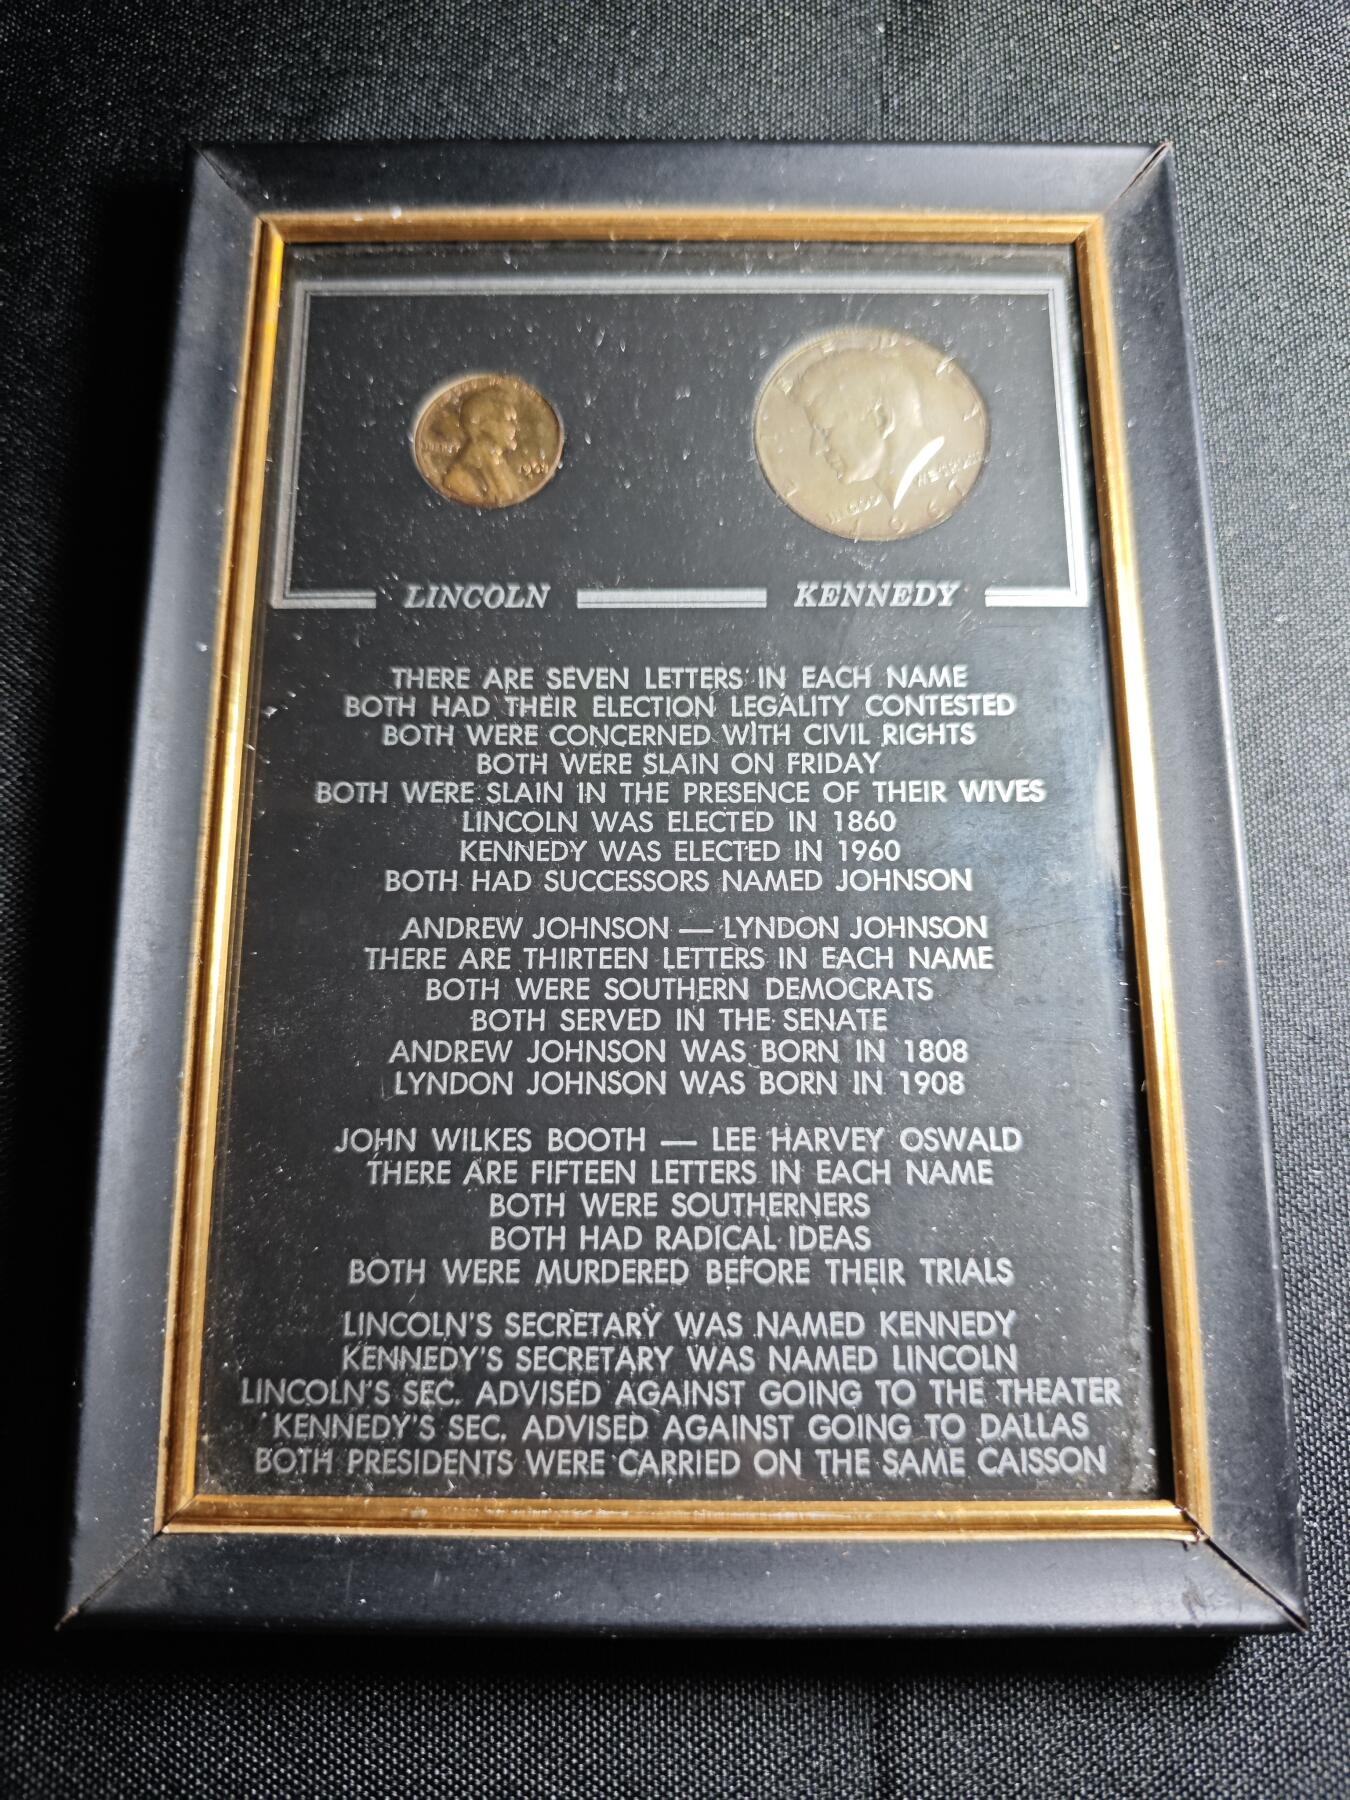 LIBERTY
IN GOD WE TRUST
1967
LINCOLN KENNEDY
THERE ARE SEVEN LETTERS IN EACH NAME
BOTH HAD THEIR ELECTION LEGALITY CONTESTED
BOTH WERE CONCERNED WITH CIVIL RIGHTS
BOTH WERE SLAIN ON FRIDAY
BOTH WERE SLAIN IN THE PRESENCE OF THEIR WIVES
LINCOLN WAS ELECTED IN 1860
KENNEDY WAS ELECTED IN 1960
BOTH HAD SUCCESSORS NAMED JOHNSON
ANDREW JOHNSON — LYNDON JOHNSON
THERE ARE THIRTEEN LETTERS IN EACH NAME
BOTH WERE SOUTHERN DEMOCRATS
BOTH SERVED IN THE SENATE
ANDREW JOHNSON WAS BORN IN 1808
LYNDON JOHNSON WAS BORN IN 1908
JOHN WILKES BOOTH — LEE HARVEY OSWALD
THERE ARE FIFTEEN LETTERS IN EACH NAME
BOTH WERE SOUTHERNERS
BOTH HAD RADICAL IDEAS
BOTH WERE MURDERED BEFORE THEIR TRIALS
LINCOLN'S SECRETARY WAS NAMED KENNEDY
KENNEDY'S SECRETARY WAS NAMED LINCOLN
LINCOLN'S SEC. ADVISED AGAINST GOING TO THE THEATER
KENNEDY'S SEC. ADVISED AGAINST GOING TO DALLAS
BOTH PRESIDENTS WERE CARRIED ON THE SAME CAISSON